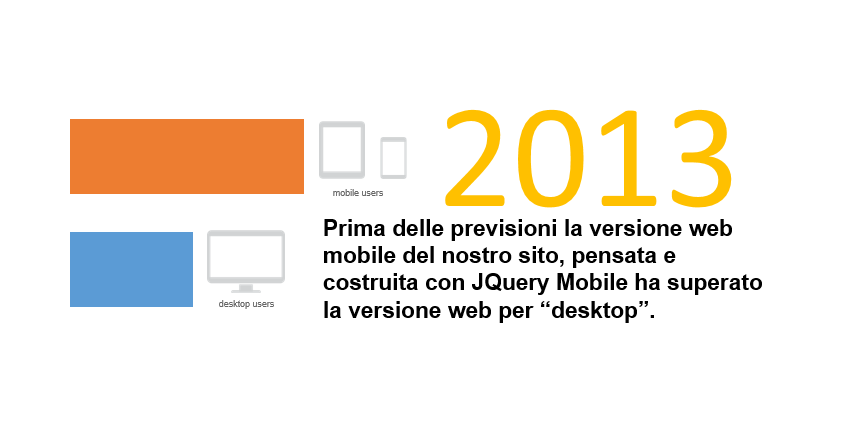 2013
mobile users
Prima delle previsioni la versione web
mobile del nostro sito, pensata e
costruita con JQuery Mobile ha superato
la versione web per “desktop”.
desktop users